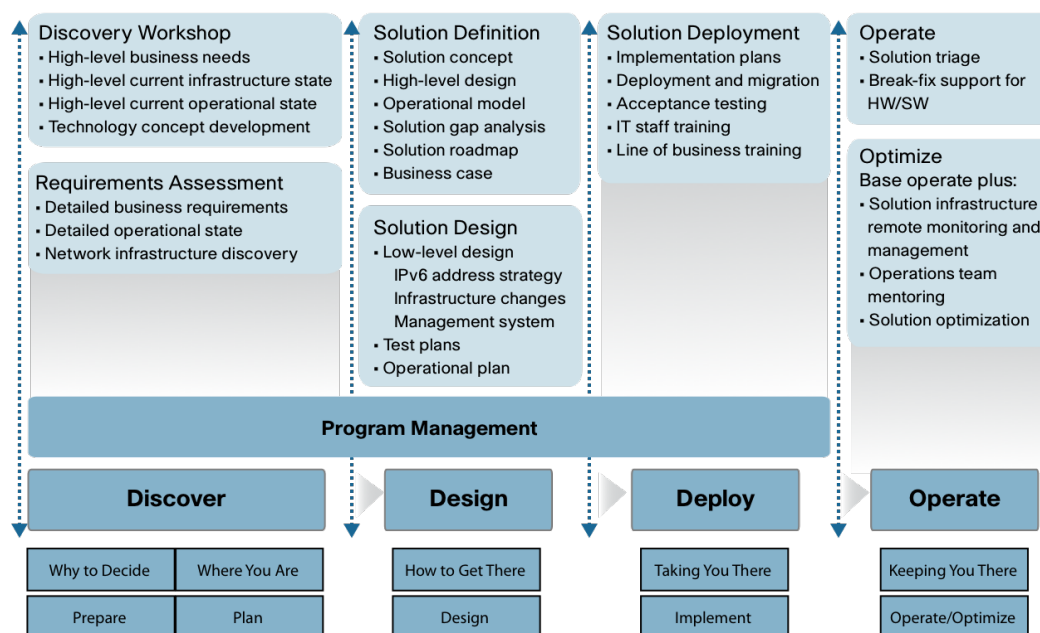 Discovery Workshop
▪ High-level business needs
▪ High-level current infrastructure state
▪ High-level current operational state
▪ Technology concept development
Requirements Assessment
▪ Detailed business requirements
▪ Detailed operational state
▪ Network infrastructure discovery
Solution Definition
▪ Solution concept
▪ High-level design
▪ Operational model
▪ Solution gap analysis
▪ Solution roadmap
▪ Business case
Solution Design
▪ Low-level design
IPv6 address strategy
Infrastructure changes
Management system
▪ Test plans
▪ Operational plan
Solution Deployment
▪ Implementation plans
▪ Deployment and migration
▪ Acceptance testing
▪ IT staff training
▪ Line of business training
Operate
▪ Solution triage
▪ Break-fix support for
HW/SW
Optimize
Base operate plus:
▪ Solution infrastructure
remote monitoring and
management
▪ Operations team
mentoring
▪ Solution optimization
Program Management
Discover
Design
Deploy
Operate
Why to Decide
Where You Are
How to Get There
Taking You There
Keeping You There
Prepare
Plan
Design
Implement
Operate/Optimize